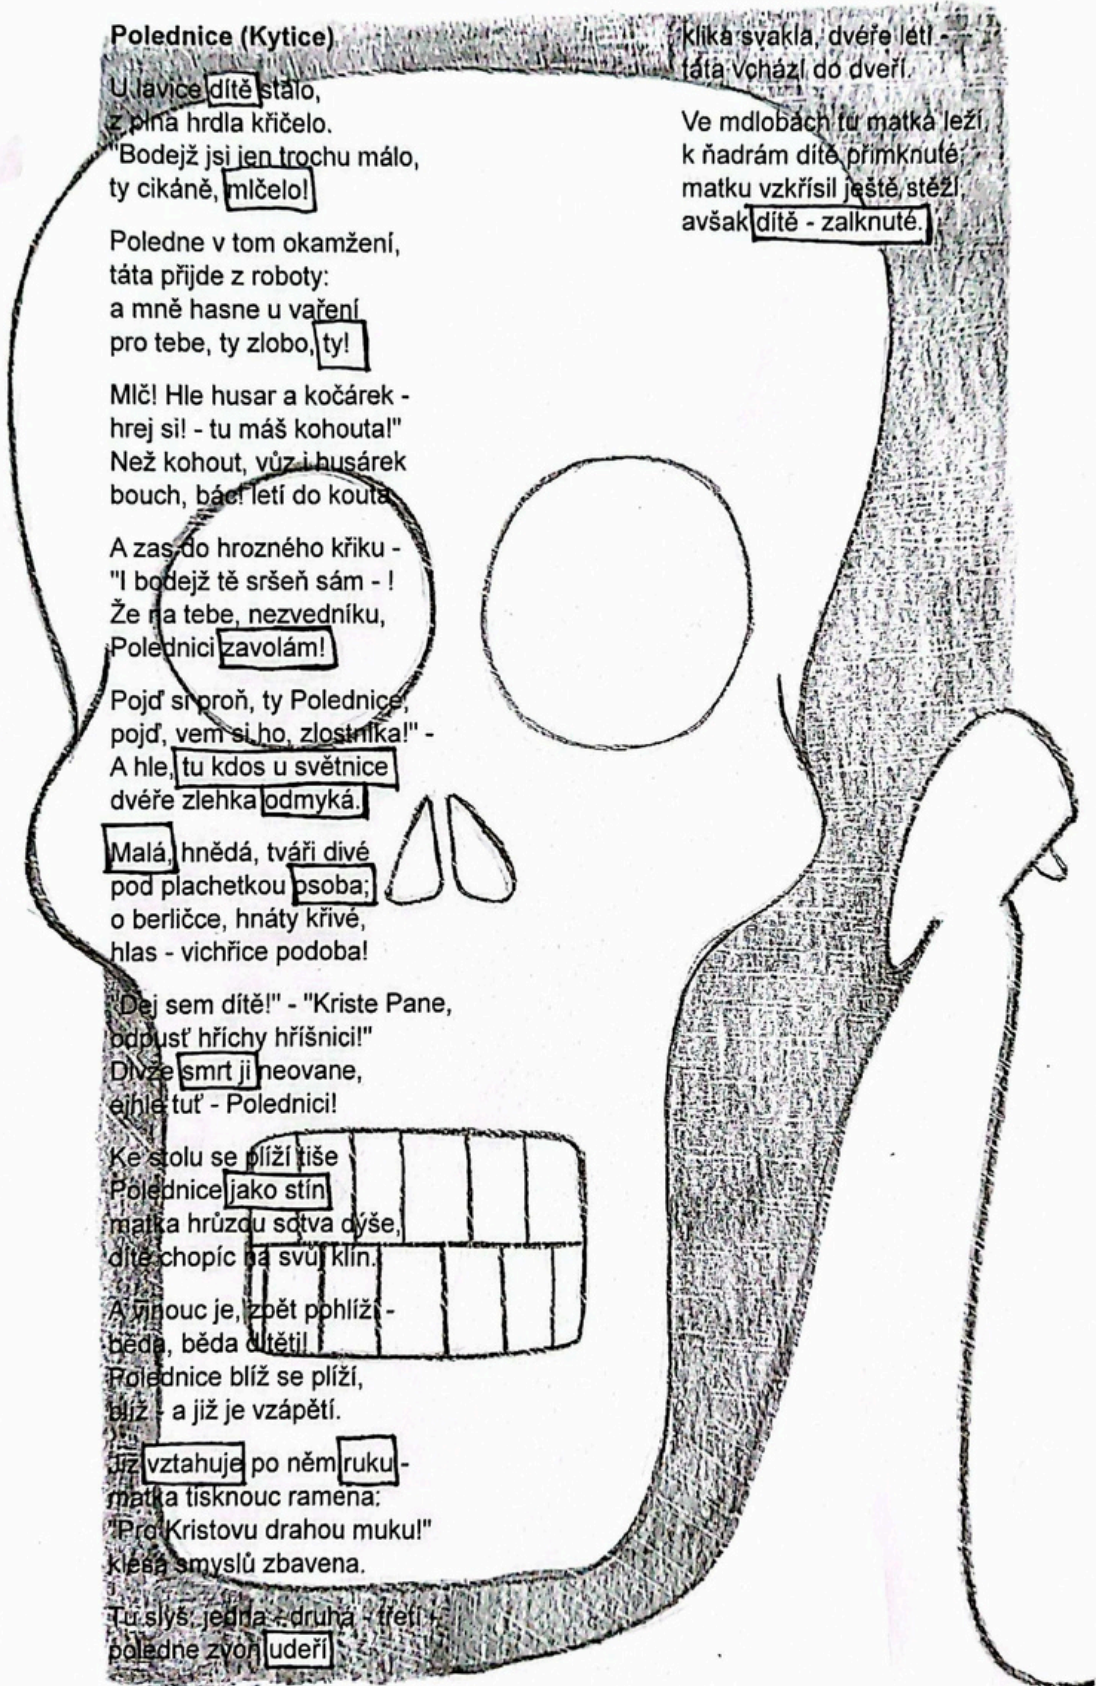 Polednice (Kytice)
U lavice dítě stálo,
z plna hrdla křičelo.
"Bodejž jsi jen trochu málo,
ty cikáně, mlčelo!
Poledne v tom okamžení,
táta přijde z roboty:
a mně hasne u vaření
pro tebe, ty zlobo, ty!
Mlč! Hle husar a kočárek -
hrej si! - tu máš kohouta!"
Než kohout, vůz i husárek
bouch, bác! letí do kouta.
A zas do hrozného křiku -
"I bodejž tě sršeň sám - !
Že na tebe, nezvedníku,
Polednici zavolám!
Pojď si proň, ty Polednice,
pojď, vem si ho, zlostníka!" -
A hle, tu kdos u světnice
dvéře zlehka odmyká.
Malá, hnědá, tváři divé
pod plachetkou osoba;
o berličce, hnáty křivé,
hlas - vichřice podoba!
"Dej sem dítě!" - "Kriste Pane,
odpusť hříchy hříšnici!"
Divže smrt ji neovane,
ejhle tuť - Polednici!
Ke stolu se plíží tiše
Polednice jako stín
matka hrůzou sotva dýše,
dítě chopíc na svůj klín.
A vinouc je, zpět pohlíží -
běda, běda dítěti!
Polednice blíž se plíží,
blíž - a již je vzápětí.
Již vztahuje po něm ruku -
matka tisknouc ramena:
"Pro Kristovu drahou muku!"
klesá smyslů zbavena.
Tu slyš: jedna - druhá - třetí -
poledne zvon udeří
klika svakla, dvéře letí -
táta vchází do dveří.
Ve mdlobách tu matka leží,
k ňadrám dítě přimknuté;
matku vzkřísil ještě stěží,
avšak dítě - zalknuté.